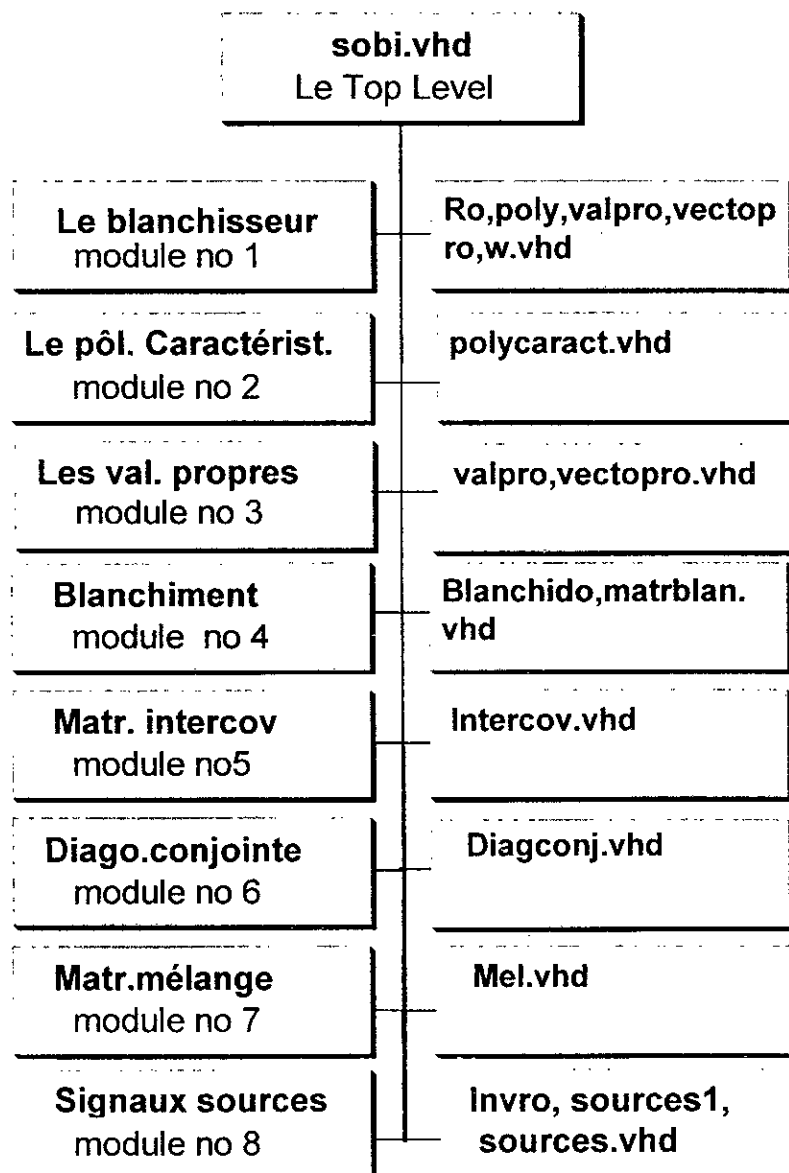 sobi.vhd
Le Top Level
Le blanchisseur
module no 1
Ro,poly,valpro,vectop
ro,w.vhd
Le pôl. Caractérist.
module no 2
polycaract.vhd
Les val. propres
module no 3
valpro,vectopro.vhd
Blanchiment
module no 4
Blanchido,matrblan.
vhd
Matr. intercov
module no5
Intercov.vhd
Diago.conjointe
module no 6
Diagconj.vhd
Matr.mélange
module no 7
Mel.vhd
Signaux sources
module no 8
Invro, sources1,
sources.vhd